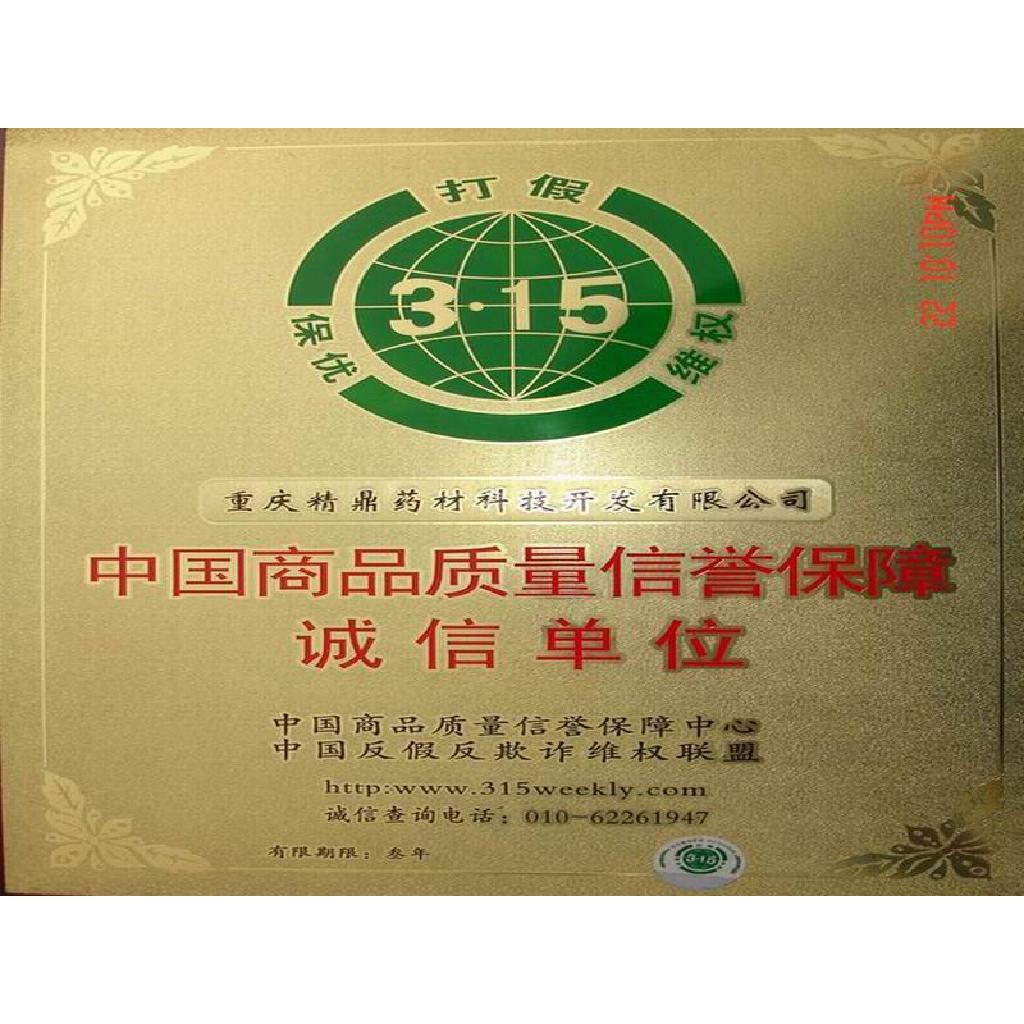 打假
3·15
保优
维权
22 10:10PM
重庆精鼎药材科技开发有限公司
中国商品质量信誉保障
诚信单位
中国商品质量信誉保障中心
中国反假反欺诈维权联盟
http:www.315weekly.com
诚信查询电话：010-62261947
有限期限：叁年
3·15